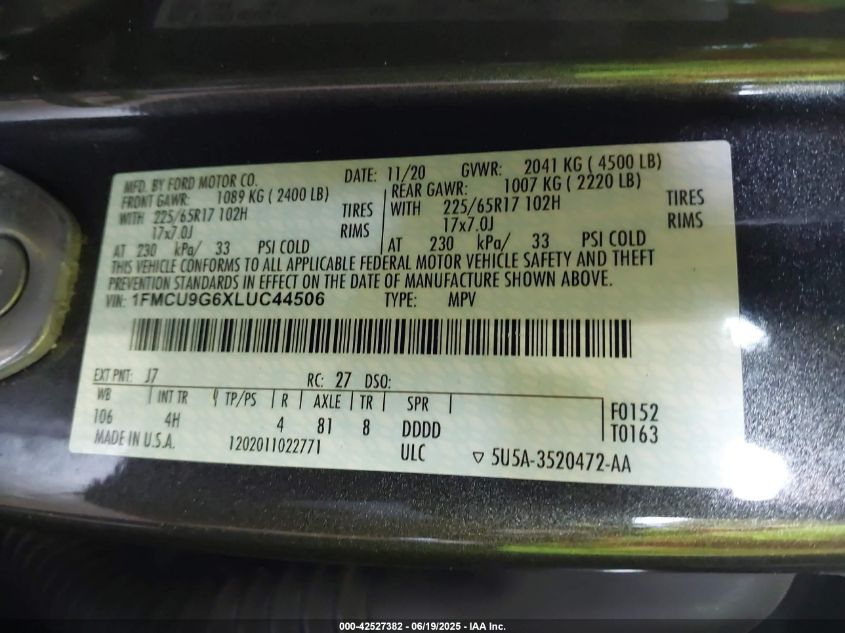 MFD. BY FORD MOTOR CO.
DATE: 11/20 GVWR: 2041 KG ( 4500 LB)
FRONT GAWR: 1089 KG ( 2400 LB)
WITH 225/65R17 102H TIRES
17x7.0J RIMS
AT 230 kPa/ 33 PSI COLD
REAR GAWR: 1007 KG ( 2220 LB)
WITH 225/65R17 102H TIRES
17x7.0J RIMS
AT 230 kPa/ 33 PSI COLD
THIS VEHICLE CONFORMS TO ALL APPLICABLE FEDERAL MOTOR VEHICLE SAFETY AND THEFT
PREVENTION STANDARDS IN EFFECT ON THE DATE OF MANUFACTURE SHOWN ABOVE.
VIN: 1FMCU9G6XLUC44506 TYPE: MPV
EXT PNT: J7 RC: 27 DSO:
WB INT TR TP/PS R AXLE TR SPR
106 4H 4 81 8 DDDD
F0152
T0163
MADE IN U.S.A. 1202011022771 ULC ▽ 5U5A-3520472-AA
000-42527382 - 06/19/2025 - IAA Inc.